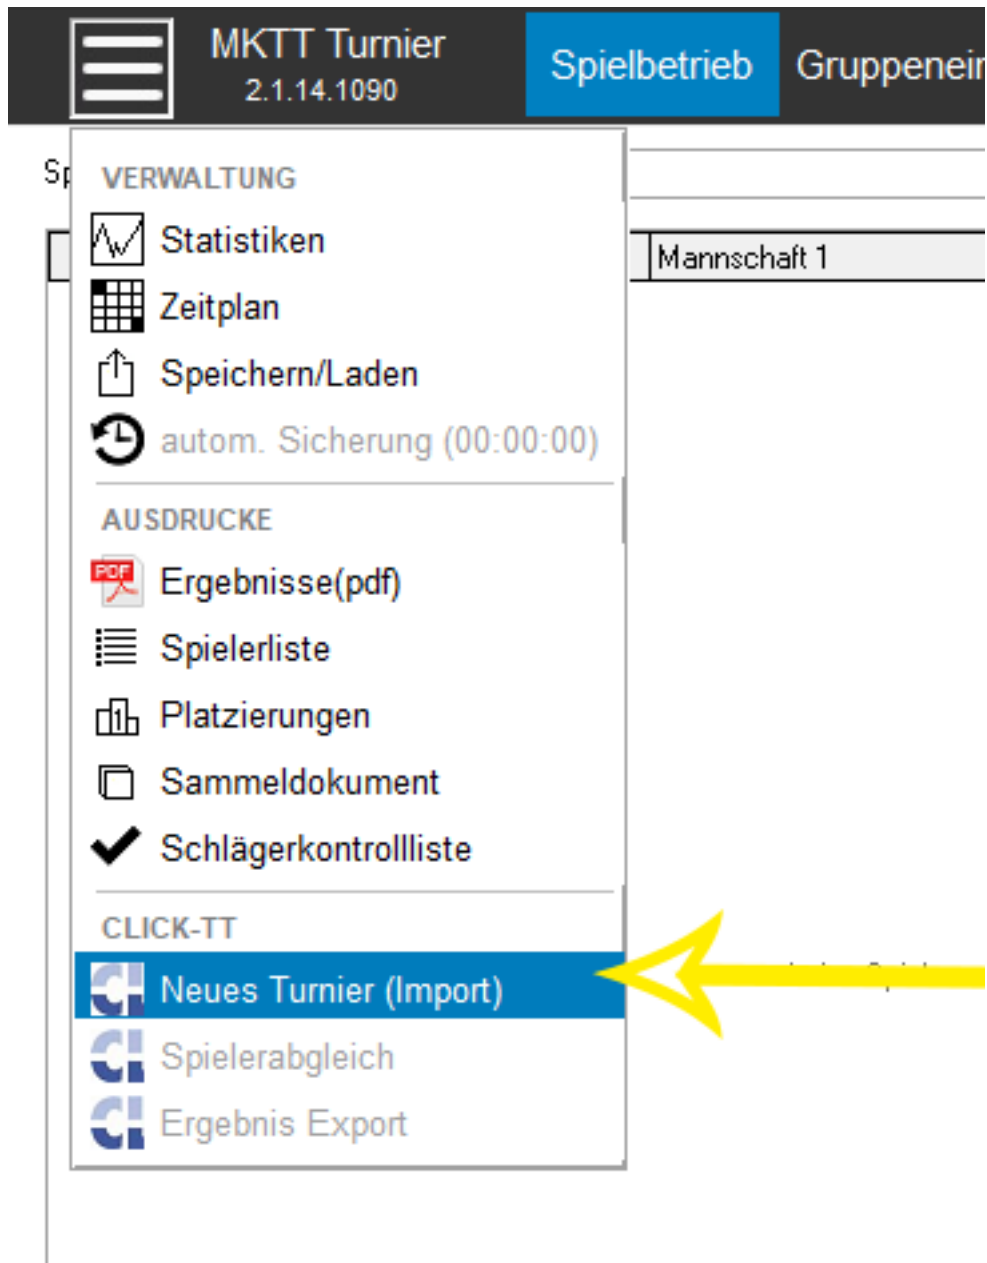 MKTT Turnier
2.1.14.1090
Spielbetrieb
VERWALTUNG
Mannschaft 1
Statistiken
Zeitplan
Speichern/Laden
autom. Sicherung (00:00:00)
AUSDRUCKE
PDF
Ergebnisse(pdf)
Spielerliste
1
Platzierungen
Sammeldokument
Schlägerkontrollliste
CLICK-TT
Neues Turnier (Import)
Spielerabgleich
Ergebnis Export